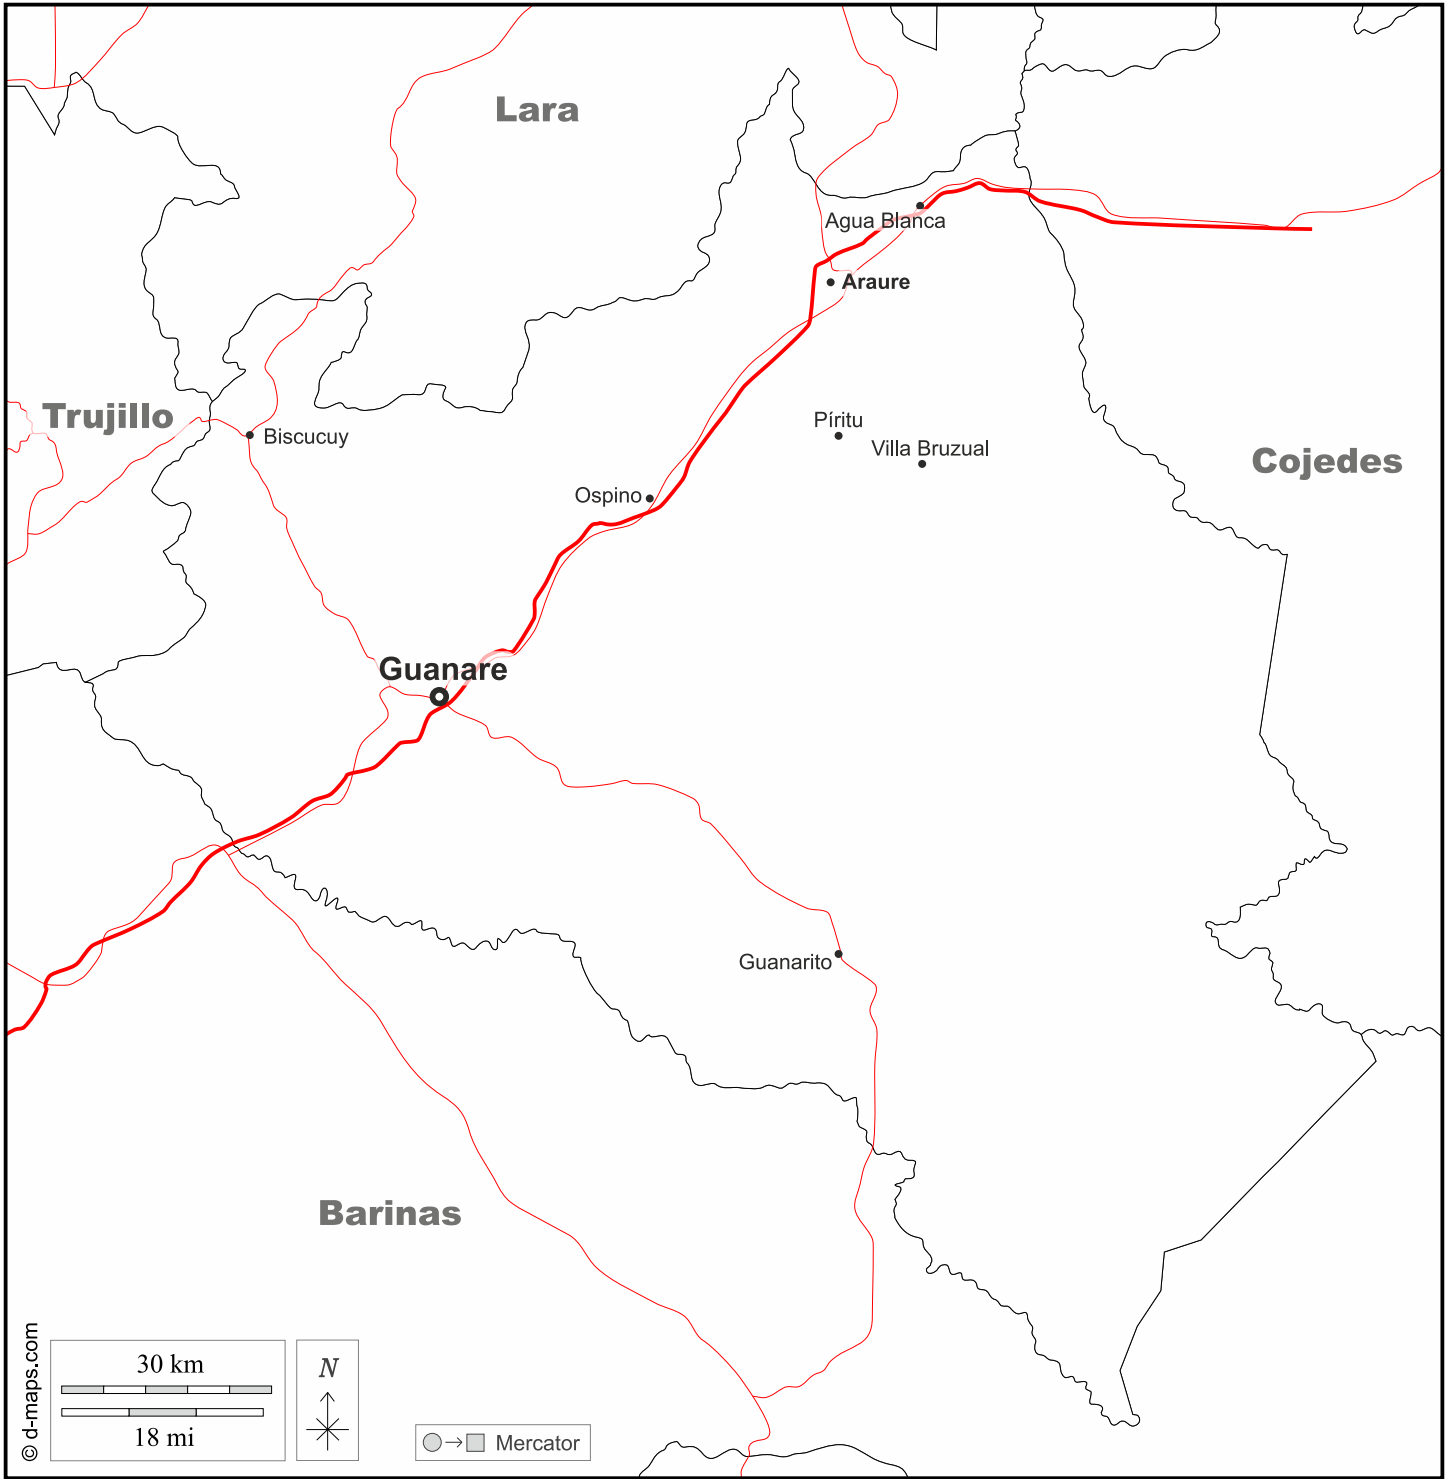 Lara
Agua Blanca
Araure
Trujillo
Biscucuy
Píritu
Villa Bruzual
Cojedes
Ospino
Guanare
Guanarito
Barinas
© d-maps.com
30 km
18 mi
N
Mercator